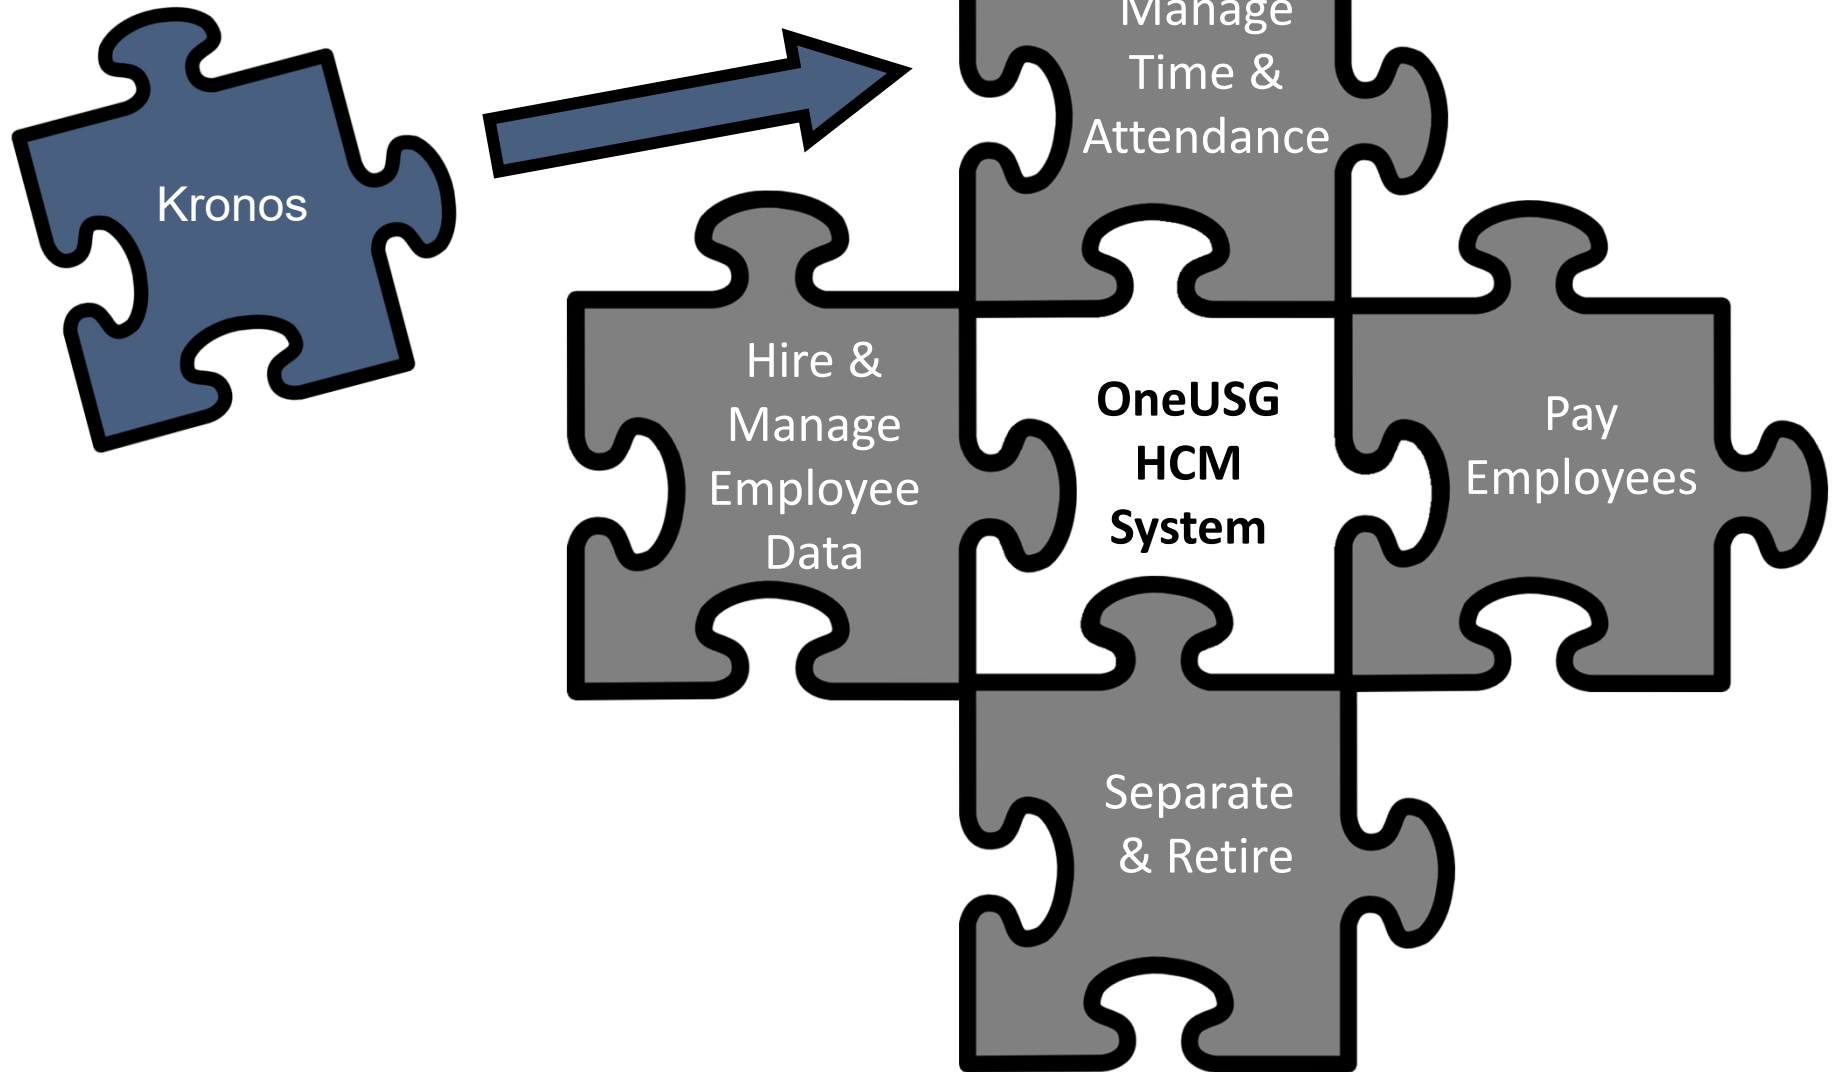 Manage
Time &
Attendance
Kronos
Hire &
Manage
Employee
Data
OneUSG
HCM
System
Pay
Employees
Separate
& Retire